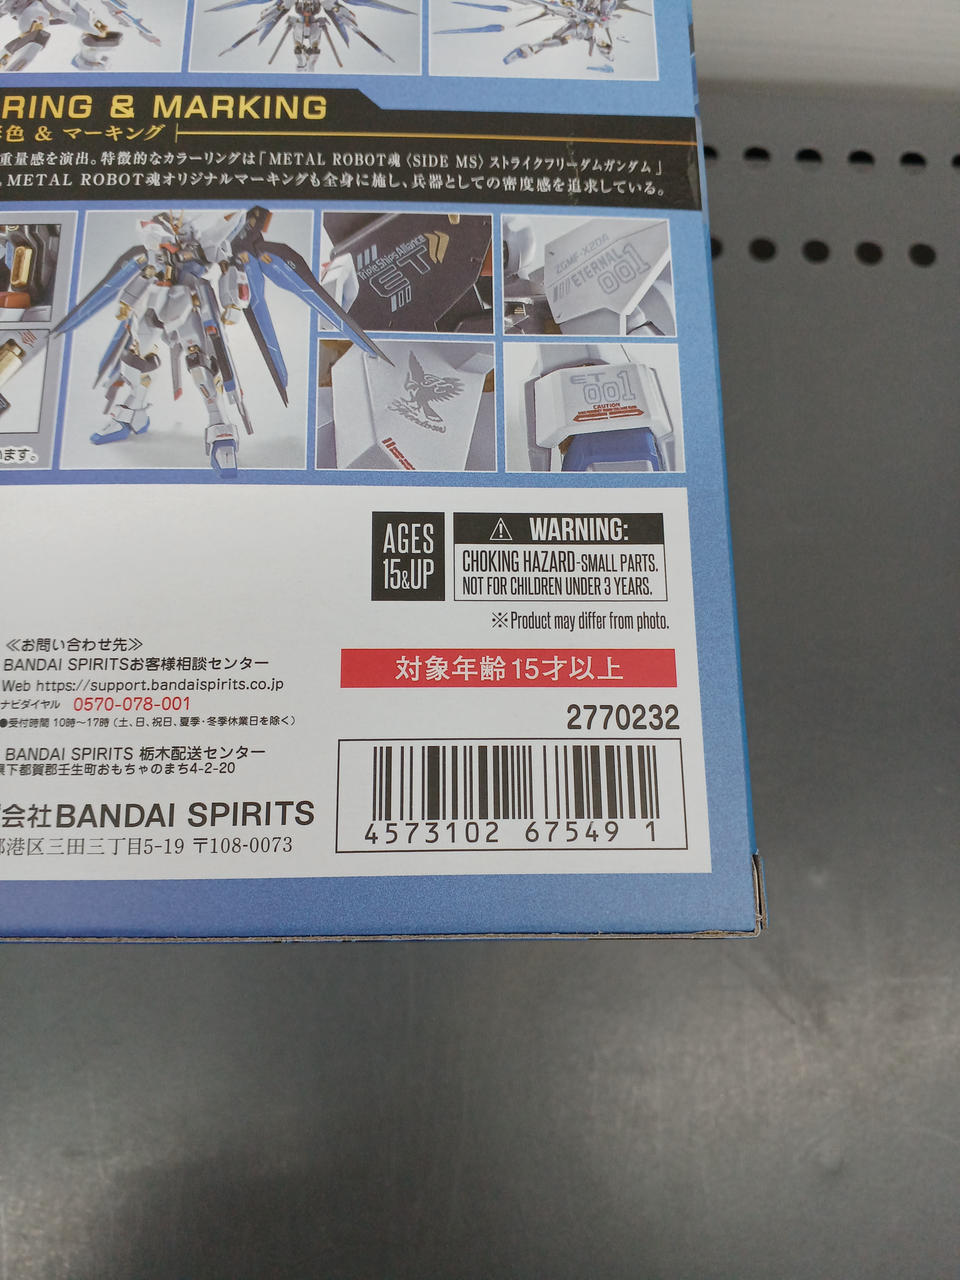 RING & MARKING
色 & マーキング
重量感を演出。特徴的なカラーリングは「METAL ROBOT魂〈SIDE MS〉ストライクフリーダムガンダム」
METAL ROBOT魂オリジナルマーキングも全身に施し、兵器としての密度感を追求している。
Triple Ships Alliance
ET
ZGMF-X20A
ETERNAL
001
Freedom
ET
001
CAUTION
います。
AGES
15&UP
⚠ WARNING:
CHOKING HAZARD-SMALL PARTS.
NOT FOR CHILDREN UNDER 3 YEARS.
※Product may differ from photo.
対象年齢15才以上
2770232
4573102 67549 1
≪お問い合わせ先≫
BANDAI SPIRITSお客様相談センター
Web https://support.bandaispirits.co.jp
ナビダイヤル 0570-078-001
●受付時間 10時〜17時（土、日、祝日、夏季・冬季休業日を除く）
BANDAI SPIRITS 栃木配送センター
県下都賀郡壬生町おもちゃのまち4-2-20
会社BANDAI SPIRITS
港区三田三丁目5-19 〒108-0073